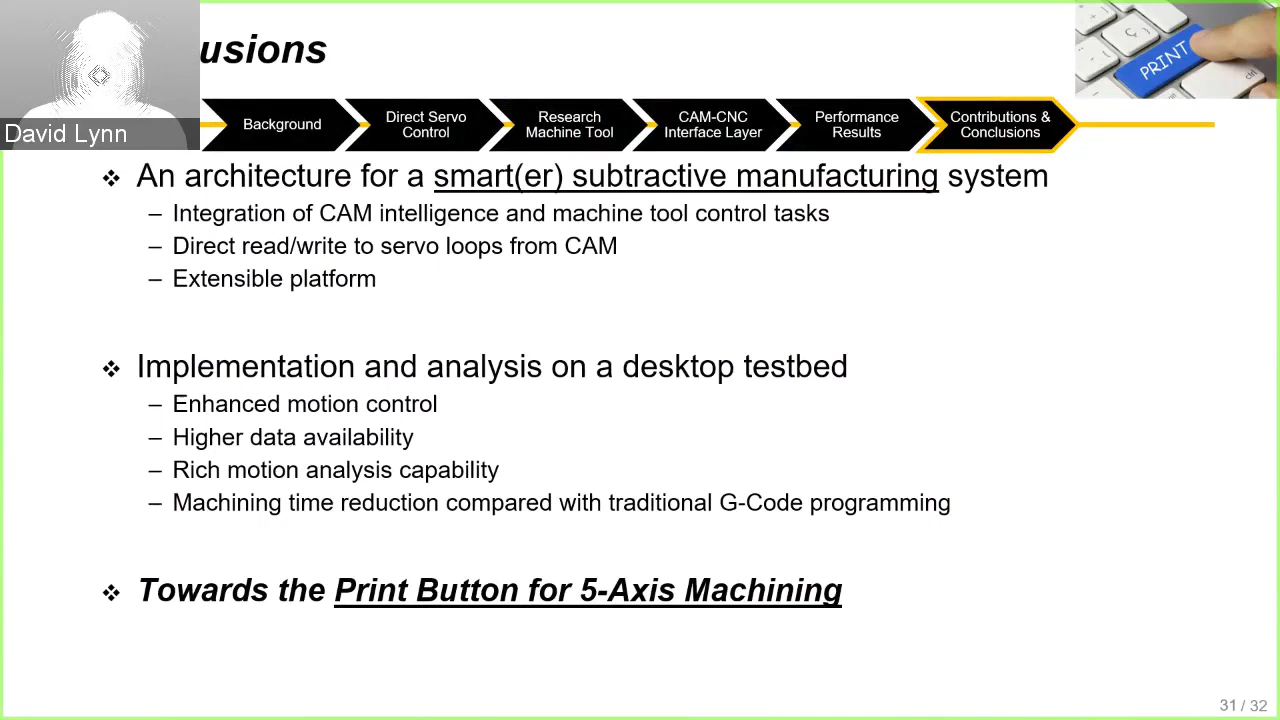 usions
PRINT
ctrl
David Lynn
Background
Direct Servo
Control
Research
Machine Tool
CAM-CNC
Interface Layer
Performance
Results
Contributions &
Conclusions
❖ An architecture for a smart(er) subtractive manufacturing system
– Integration of CAM intelligence and machine tool control tasks
– Direct read/write to servo loops from CAM
– Extensible platform
❖ Implementation and analysis on a desktop testbed
– Enhanced motion control
– Higher data availability
– Rich motion analysis capability
– Machining time reduction compared with traditional G-Code programming
❖ Towards the Print Button for 5-Axis Machining
31 / 32